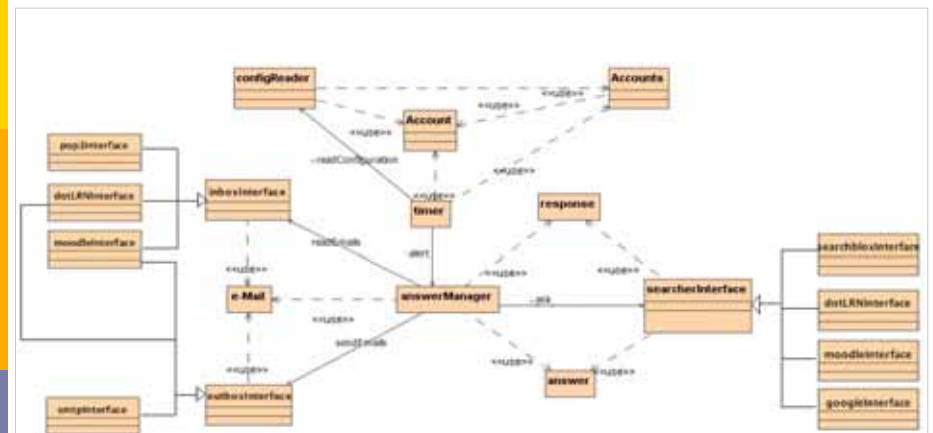 configReader
Accounts
<<use>>
<<use>>
Account
<<use>>
<<use>>
pop3Interface
-readConfiguration
<<use>>
dotLRNInterface
inboxInterface
<<use>>
timer
response
moodleInterface
readEmails
alert
searchbloxInterface
<<use>>
<<use>>
<<use>>
e-Mail
answerManager
searcherInterface
dotLRNInterface
<<use>>
sendEmails
moodleInterface
<<use>>
<<use>>
<<use>>
answer
smtpInterface
outboxInterface
googleInterface